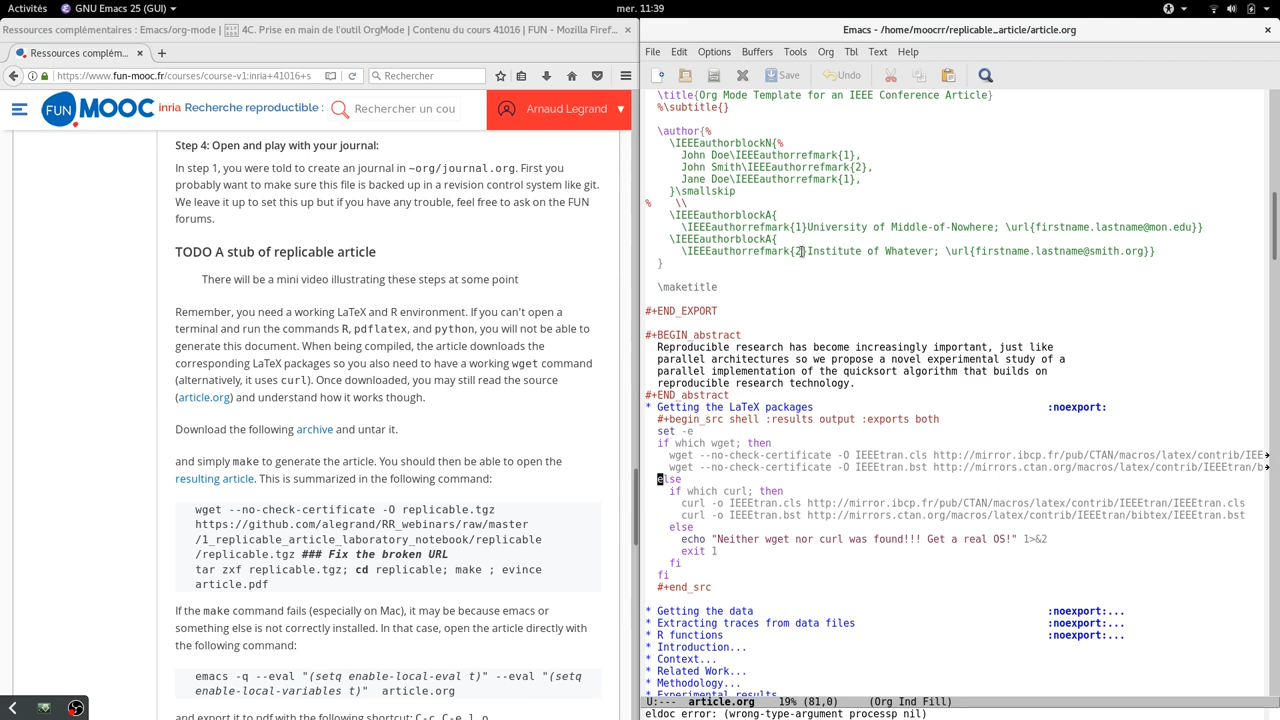 Activités
GNU Emacs 25 (GUI)
mer. 11:39
Ressources complémentaires : Emacs/org-mode | 4C. Prise en main de l'outil OrgMode | Contenu du cours 41016 | FUN - Mozilla Firef...
Ressources complém...
https://www.fun-mooc.fr/courses/course-v1:inria+41016+s
Rechercher
FUN
MOOC
inria Recherche reproductible :
Rechercher un cou
Arnaud Legrand
Step 4: Open and play with your journal:
In step 1, you were told to create a journal in ~org/journal.org. First you
probably want to make sure this file is backed up in a revision control system like git.
We leave it up to set this up but if you have any trouble, feel free to ask on the FUN
forums.
TODO A stub of replicable article
There will be a mini video illustrating these steps at some point
Remember, you need a working LaTeX and R environment. If you can't open a
terminal and run the commands R, pdflatex, and python, you will not be able to
generate this document. When being compiled, the article downloads the
corresponding LaTeX packages so you also need to have a working wget command
(alternatively, it uses curl). Once downloaded, you may still read the source
(article.org) and understand how it works though.
Download the following archive and untar it.
and simply make to generate the article. You should then be able to open the
resulting article. This is summarized in the following command:
wget --no-check-certificate -O replicable.tgz
https://github.com/alegrand/RR_webinars/raw/master
/1_replicable_article_laboratory_notebook/replicable
/replicable.tgz ### Fix the broken URL
tar zxf replicable.tgz; cd replicable; make ; evince
article.pdf
If the make command fails (especially on Mac), it may be because emacs or
something else is not correctly installed. In that case, open the article directly with
the following command:
emacs -q --eval "(setq enable-local-eval t)" --eval "(setq
enable-local-variables t)" article.org
and export it to pdf with the following shortcut: C-c C-e l o
Emacs - /home/moocrr/replicable_article/article.org
File Edit Options Buffers Tools Org Tbl Text Help
Save Undo
\title{Org Mode Template for an IEEE Conference Article}
%\subtitle{}
\author{%
\IEEEauthorblockN{%
John Doe\IEEEauthorrefmark{1},
John Smith\IEEEauthorrefmark{2},
Jane Doe\IEEEauthorrefmark{1},
}\smallskip
% \\
\IEEEauthorblockA{
\IEEEauthorrefmark{1}University of Middle-of-Nowhere; \url{firstname.lastname@mon.edu}}
\IEEEauthorblockA{
\IEEEauthorrefmark{2}Institute of Whatever; \url{firstname.lastname@smith.org}}
}
\maketitle
#+END_EXPORT
#+BEGIN_abstract
Reproducible research has become increasingly important, just like
parallel architectures so we propose a novel experimental study of a
parallel implementation of the quicksort algorithm that builds on
reproducible research technology.
#+END_abstract
* Getting the LaTeX packages :noexport:
#+begin_src shell :results output :exports both
set -e
if which wget; then
wget --no-check-certificate -O IEEEtran.cls http://mirror.ibcp.fr/pub/CTAN/macros/latex/contrib/IEE
wget --no-check-certificate -O IEEEtran.bst http://mirrors.ctan.org/macros/latex/contrib/IEEEtran/b
else
if which curl; then
curl -o IEEEtran.cls http://mirror.ibcp.fr/pub/CTAN/macros/latex/contrib/IEEEtran/IEEEtran.cls
curl -o IEEEtran.bst http://mirrors.ctan.org/macros/latex/contrib/IEEEtran/bibtex/IEEEtran.bst
else
echo "Neither wget nor curl was found!!! Get a real OS!" 1>&2
exit 1
fi
fi
#+end_src
* Getting the data :noexport:...
* Extracting traces from data files :noexport:...
* R functions :noexport:...
* Introduction...
* Context...
* Related Work...
* Methodology...
* Experimental results
U:--- article.org 19% (81,0) (Org Ind Fill)
eldoc error: (wrong-type-argument processp nil)